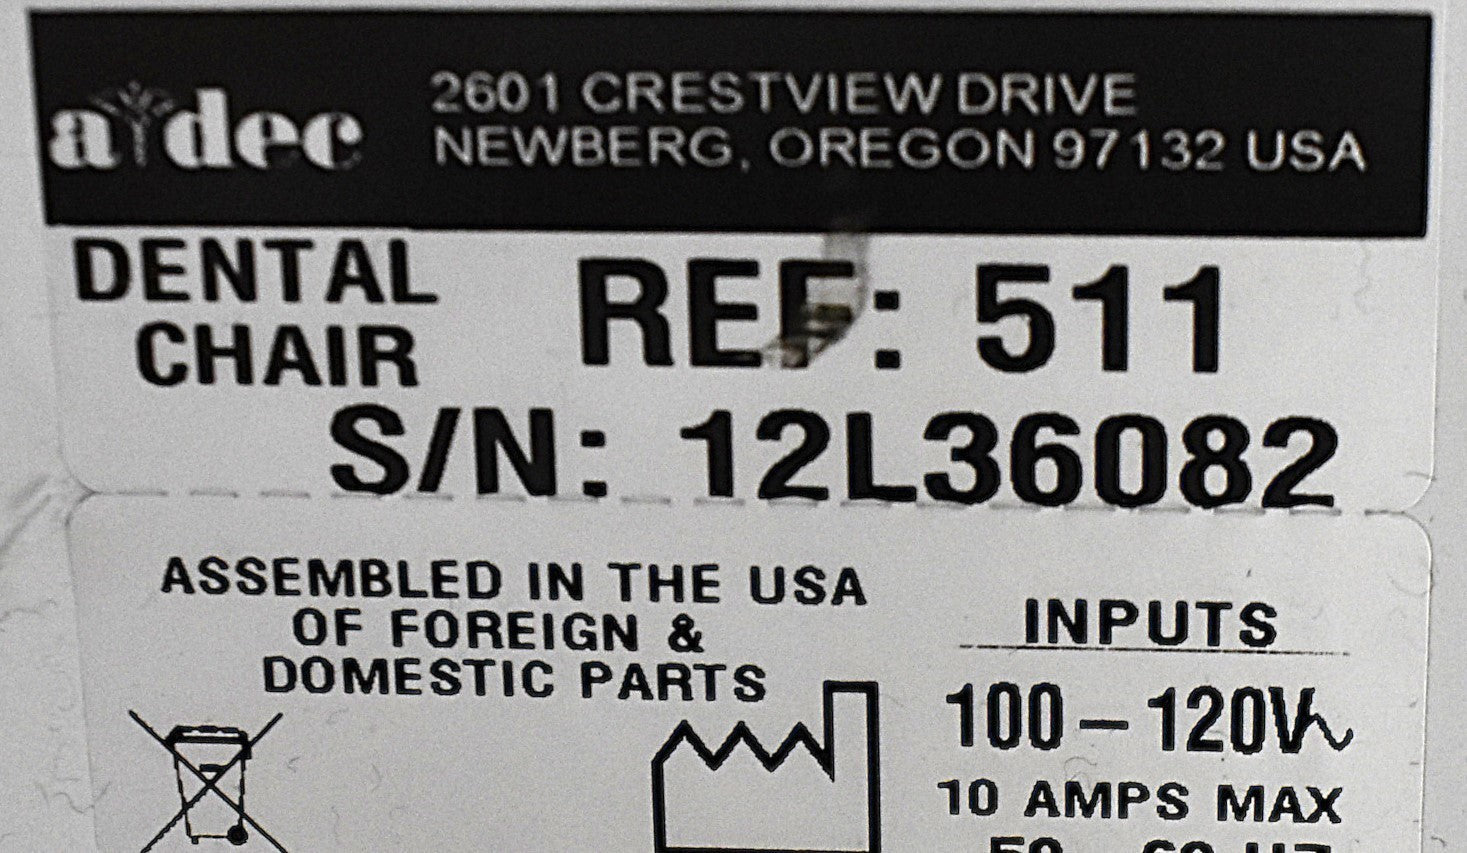 a dec
2601 CRESTVIEW DRIVE
NEWBERG, OREGON 97132 USA
DENTAL
CHAIR
REF: 511
S/N: 12L36082
ASSEMBLED IN THE USA
OF FOREIGN &
DOMESTIC PARTS
INPUTS
100–120V
10 AMPS MAX